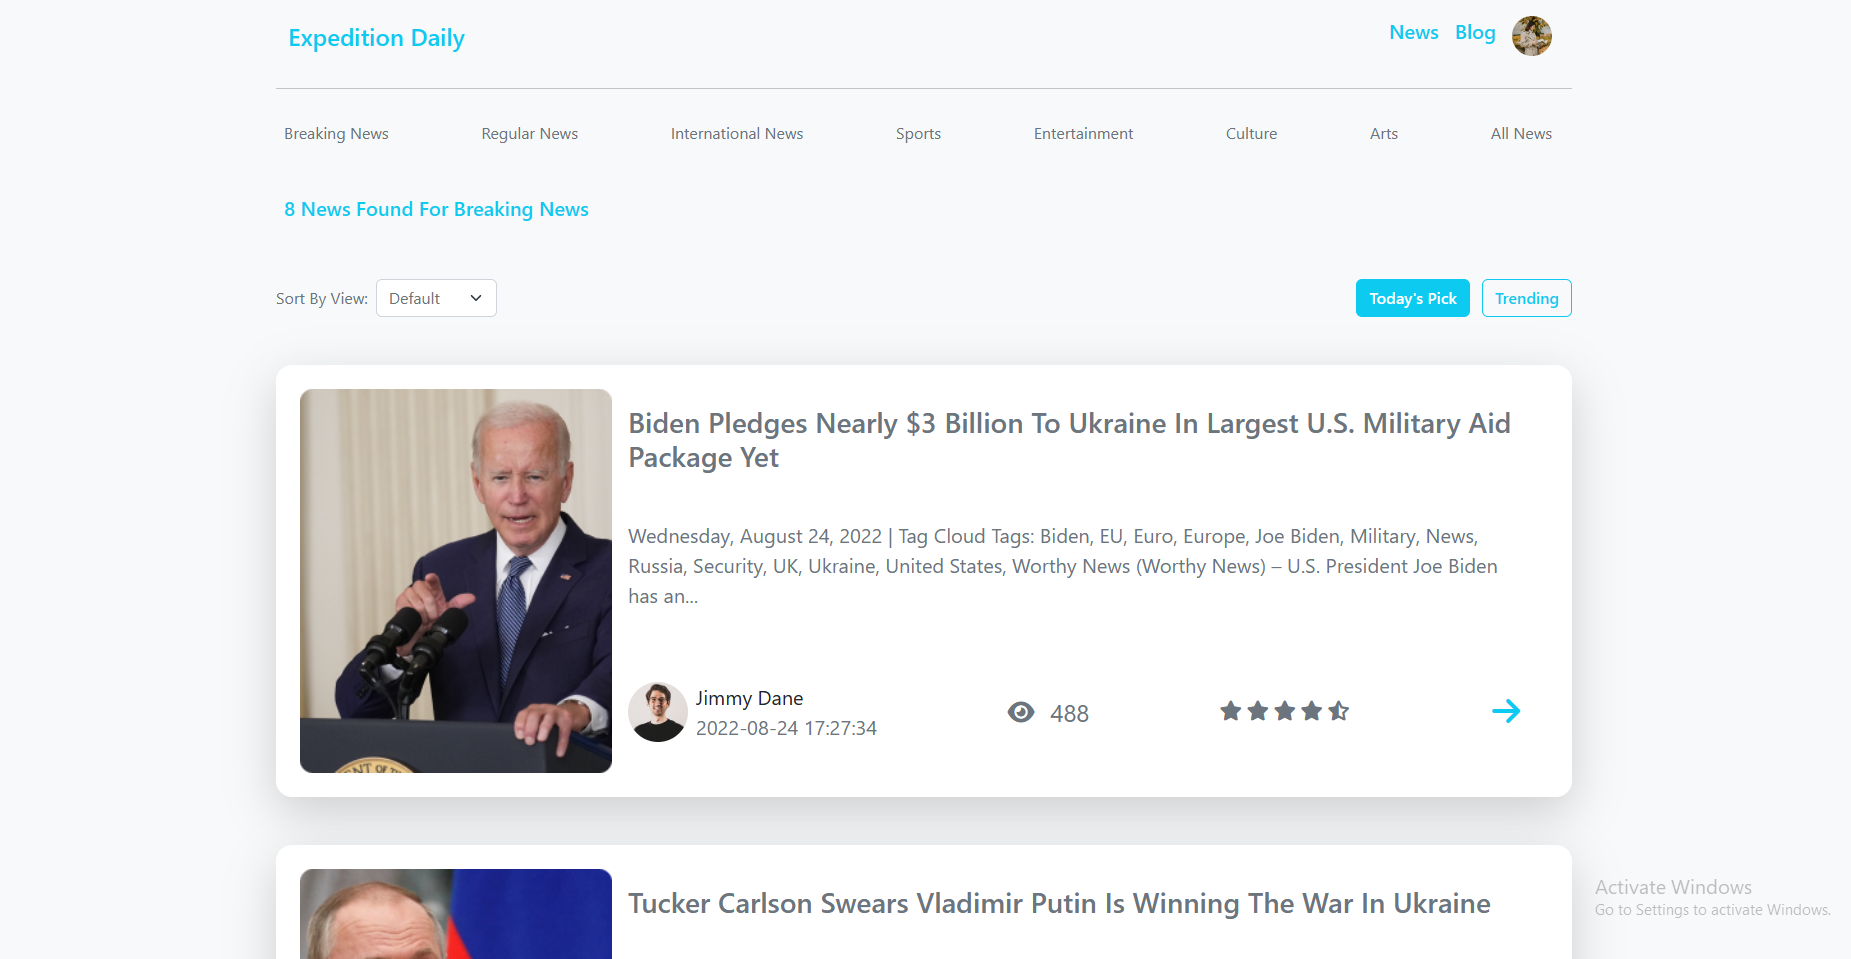 Expedition Daily
News Blog
Breaking News Regular News International News Sports Entertainment Culture Arts All News
8 News Found For Breaking News
Sort By View: Default Today's Pick Trending
Biden Pledges Nearly $3 Billion To Ukraine In Largest U.S. Military Aid
Package Yet
Wednesday, August 24, 2022 | Tag Cloud Tags: Biden, EU, Euro, Europe, Joe Biden, Military, News,
Russia, Security, UK, Ukraine, United States, Worthy News (Worthy News) – U.S. President Joe Biden
has an...
Jimmy Dane
2022-08-24 17:27:34
488
Tucker Carlson Swears Vladimir Putin Is Winning The War In Ukraine
Activate Windows
Go to Settings to activate Windows.